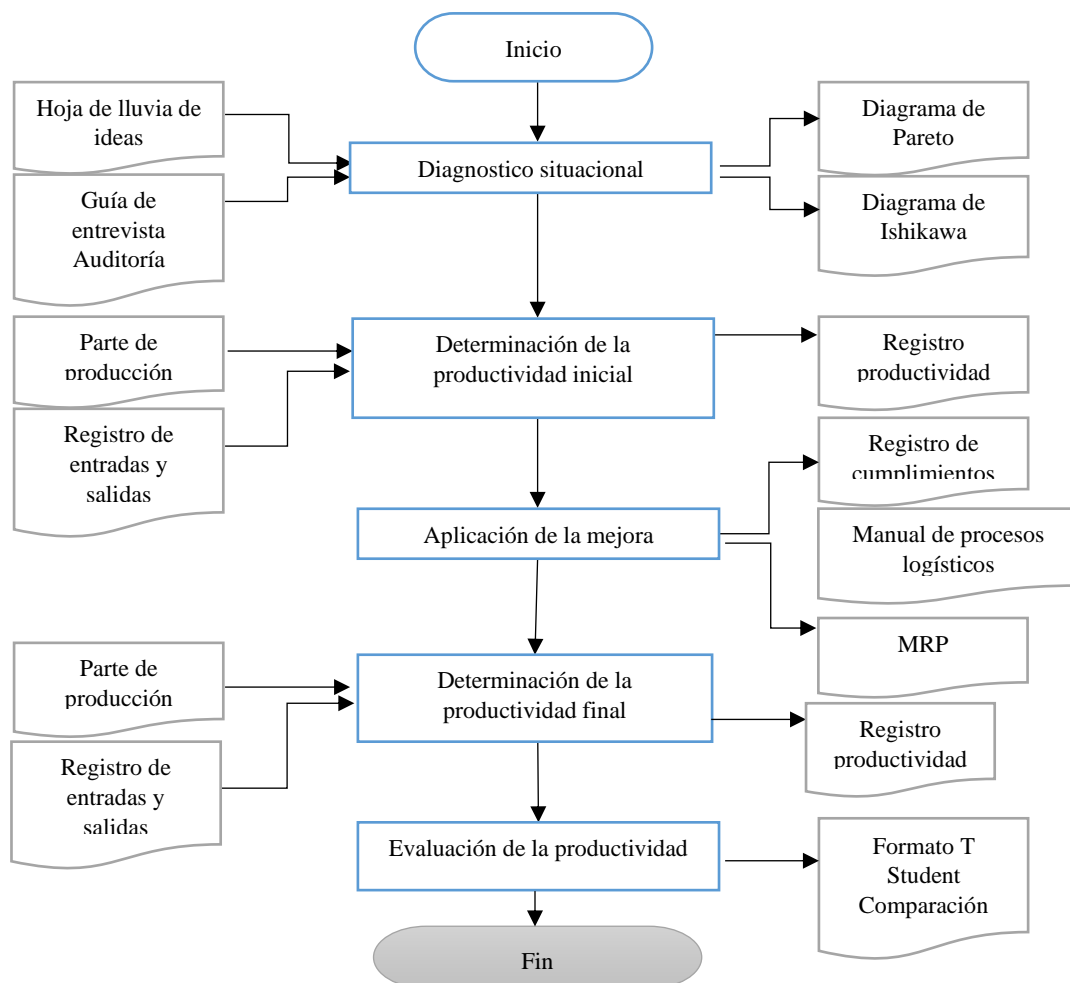 Inicio
Hoja de lluvia de
ideas
Diagrama de
Pareto
Diagnostico situacional
Guía de
entrevista
Auditoría
Diagrama de
Ishikawa
Parte de
producción
Determinación de la
productividad inicial
Registro
productividad
Registro de
entradas y
salidas
Registro de
cumplimientos
Aplicación de la mejora
Manual de procesos
logísticos
MRP
Parte de
producción
Determinación de la
productividad final
Registro
productividad
Registro de
entradas y
salidas
Evaluación de la productividad
Formato T
Student
Comparación
Fin